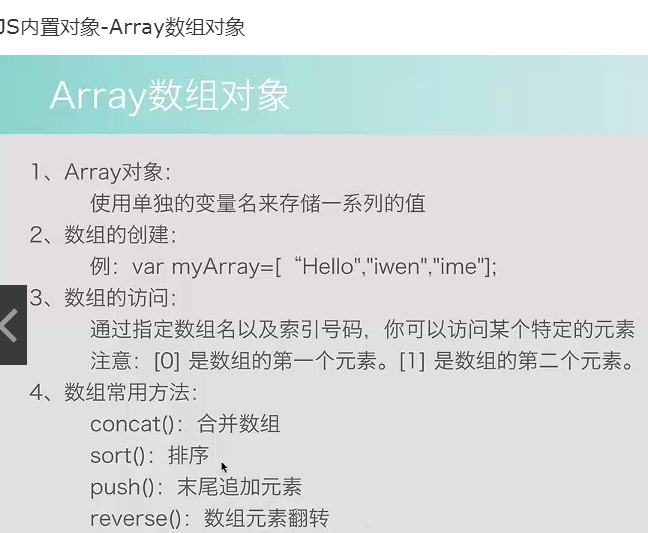 JS内置对象-Array数组对象
Array数组对象
1、Array对象：
使用单独的变量名来存储一系列的值
2、数组的创建：
例：var myArray=[“Hello","iwen","ime"];
3、数组的访问：
通过指定数组名以及索引号码，你可以访问某个特定的元素
注意：[0] 是数组的第一个元素。[1] 是数组的第二个元素。
4、数组常用方法：
concat()：合并数组
sort()：排序
push()：末尾追加元素
reverse()：数组元素翻转